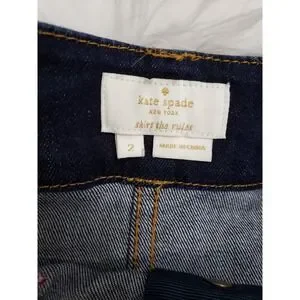 kate spade
NEW YORK
skirt the rules
2
MADE IN CHINA